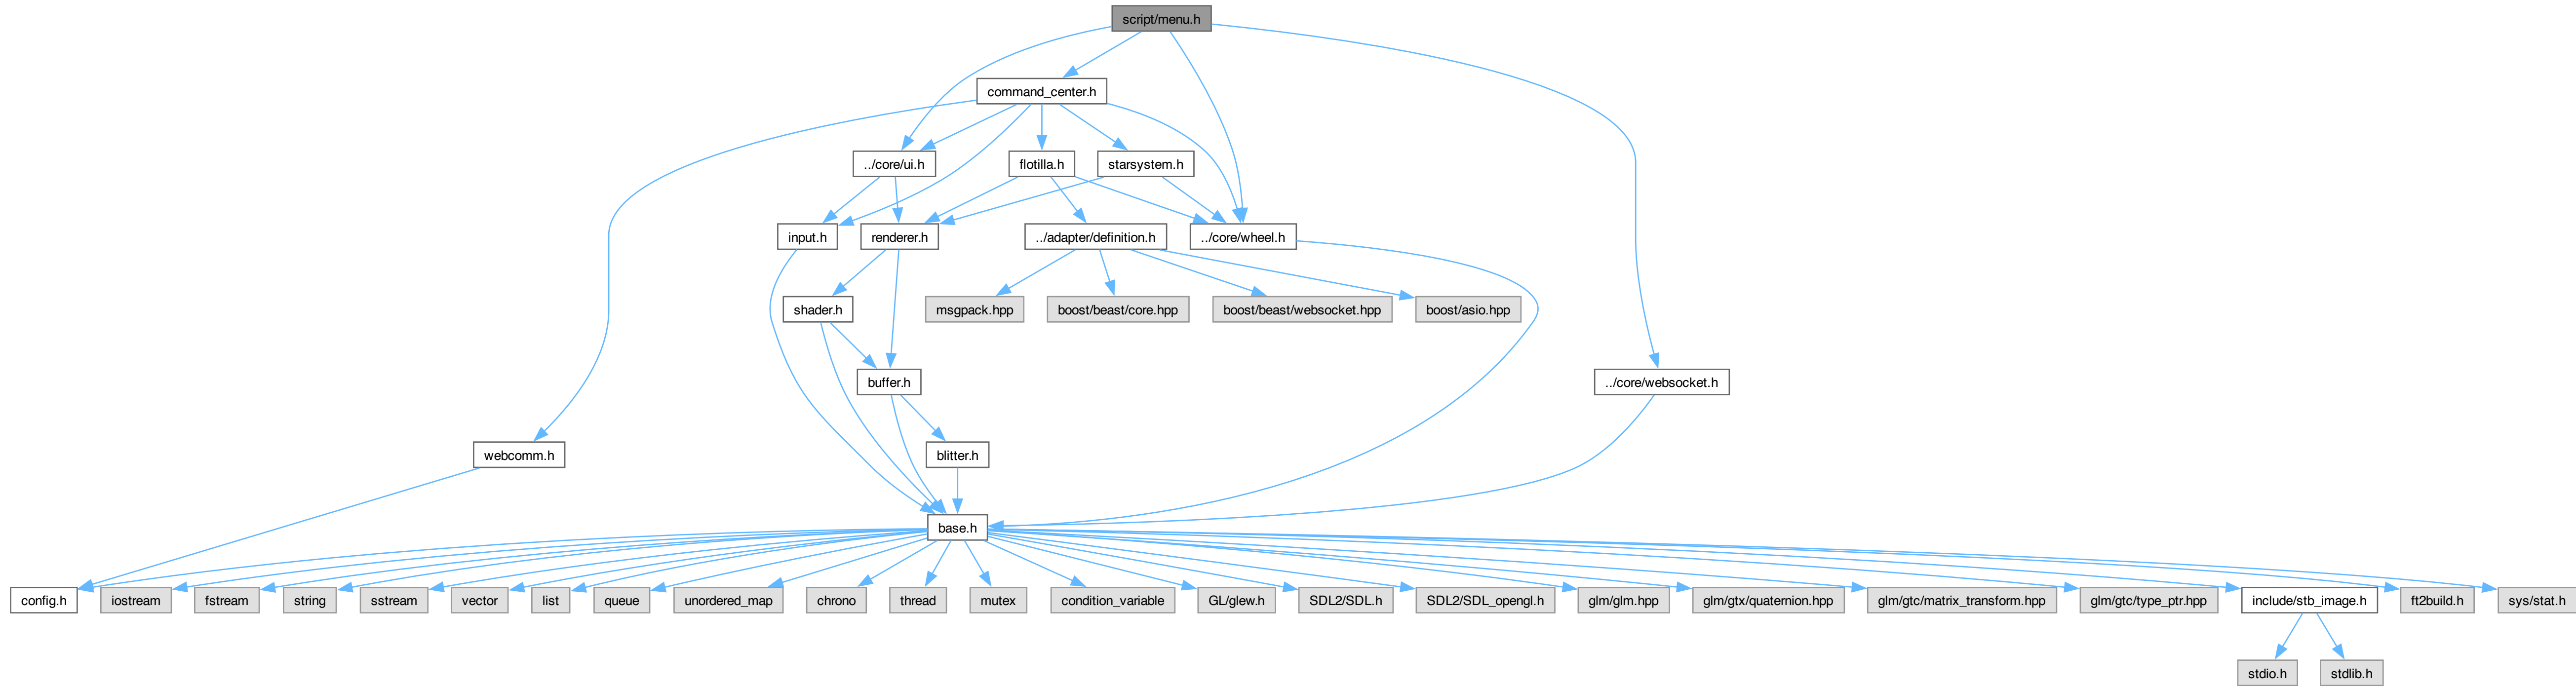 script/menu.h
command_center.h
../core/ui.h
flotilla.h
starsystem.h
input.h
renderer.h
../adapter/definition.h
../core/wheel.h
shader.h
msgpack.hpp
boost/beast/core.hpp
boost/beast/websocket.hpp
boost/asio.hpp
buffer.h
../core/websocket.h
webcomm.h
blitter.h
base.h
config.h
iostream
fstream
string
sstream
vector
list
queue
unordered_map
chrono
thread
mutex
condition_variable
GL/glew.h
SDL2/SDL.h
SDL2/SDL_opengl.h
glm/glm.hpp
glm/gtx/quaternion.hpp
glm/gtc/matrix_transform.hpp
glm/gtc/type_ptr.hpp
include/stb_image.h
ft2build.h
sys/stat.h
stdio.h
stdlib.h